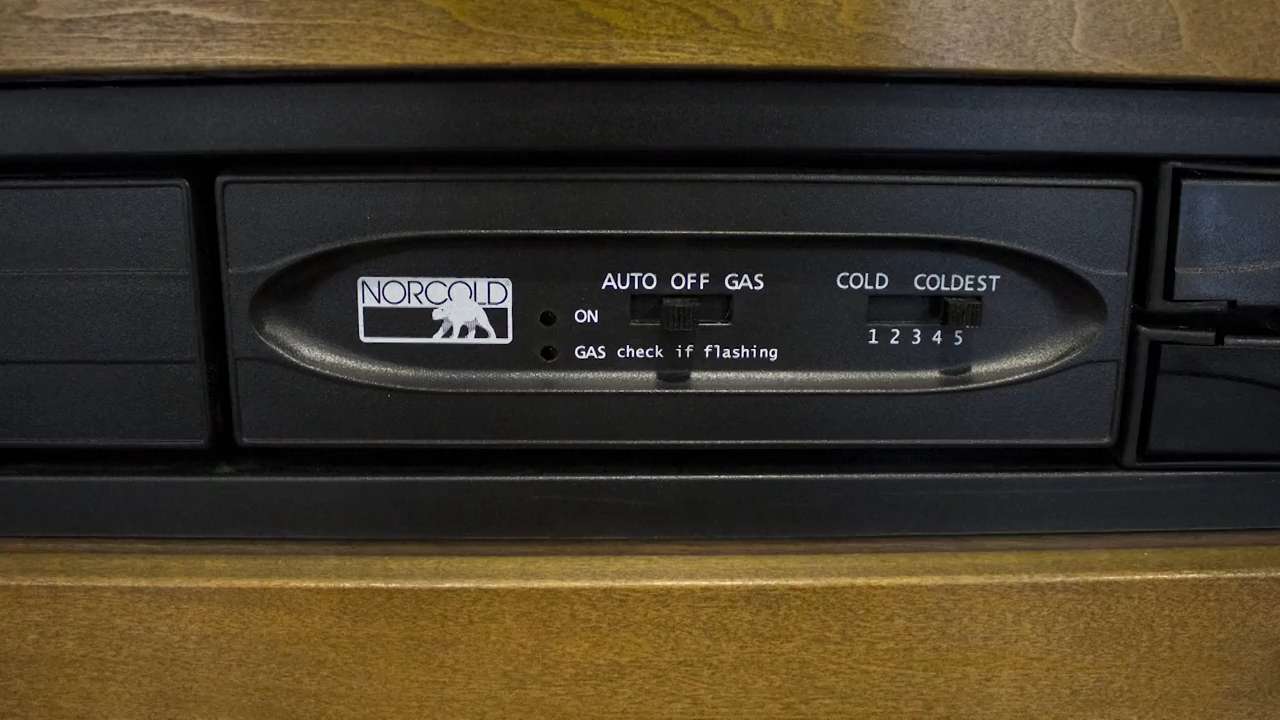 NORCOLD
AUTO OFF GAS
COLD COLDEST
ON
1 2 3 4 5
GAS check if flashing